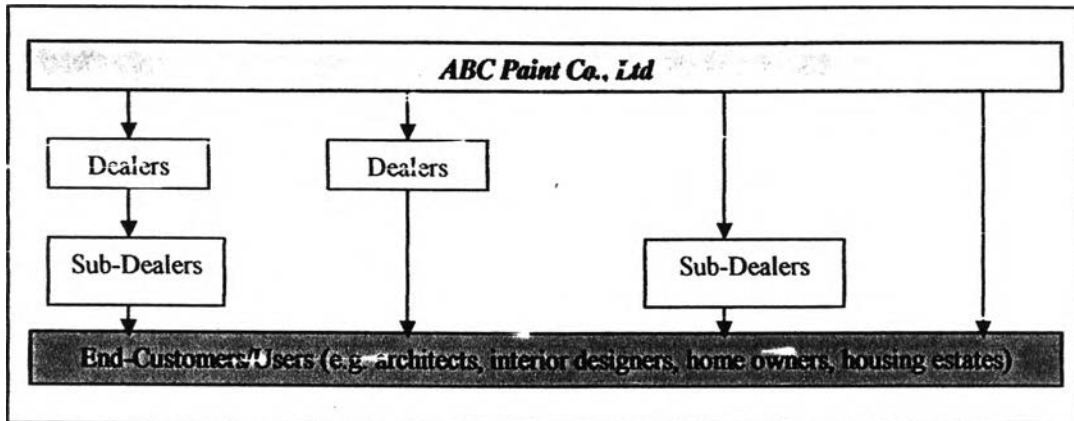 ABC Paint Co., Ltd
Dealers
Dealers
Sub-Dealers
Sub-Dealers
End-Customers/Users (e.g. architects, interior designers, home owners, housing estates)